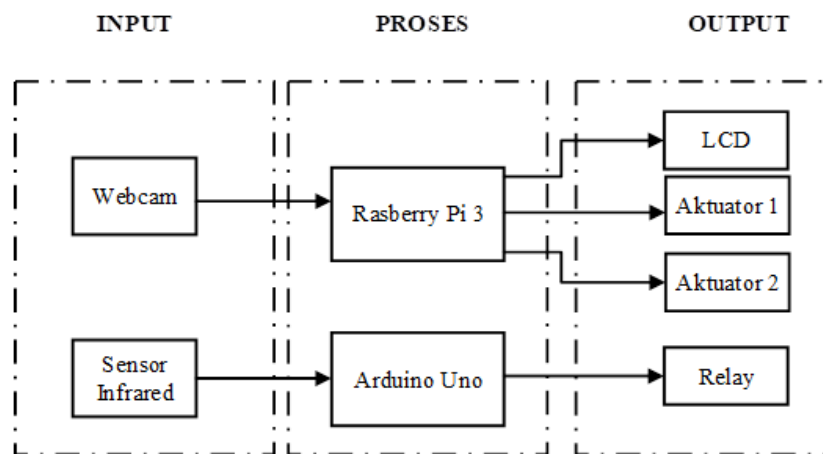 INPUT
PROSES
OUTPUT
Webcam
Rasberry Pi 3
LCD
Aktuator 1
Aktuator 2
Sensor
Infrared
Arduino Uno
Relay